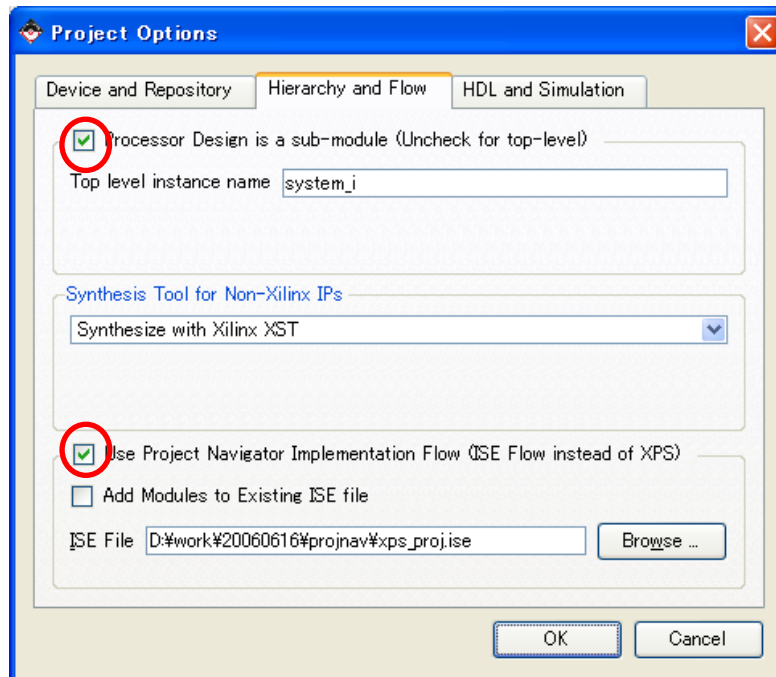 Project Options
Device and Repository Hierarchy and Flow HDL and Simulation
Processor Design is a sub-module (Uncheck for top-level)
Top level instance name system_i
Synthesis Tool for Non-Xilinx IPs
Synthesize with Xilinx XST
Use Project Navigator Implementation Flow (ISE Flow instead of XPS)
Add Modules to Existing ISE file
ISE File D:¥work¥20060616¥projnav¥xps_proj.ise Browse ...
OK Cancel